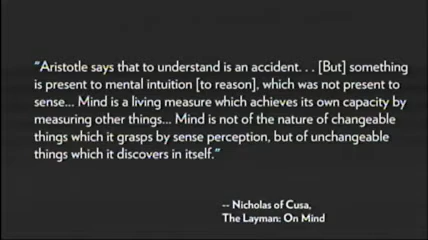 “Aristotle says that to understand is an accident. . . [But] something
is present to mental intuition [to reason], which was not present to
sense... Mind is a living measure which achieves its own capacity by
measuring other things... Mind is not of the nature of changeable
things which it grasps by sense perception, but of unchangeable
things which it discovers in itself.”
-- Nicholas of Cusa,
The Layman: On Mind